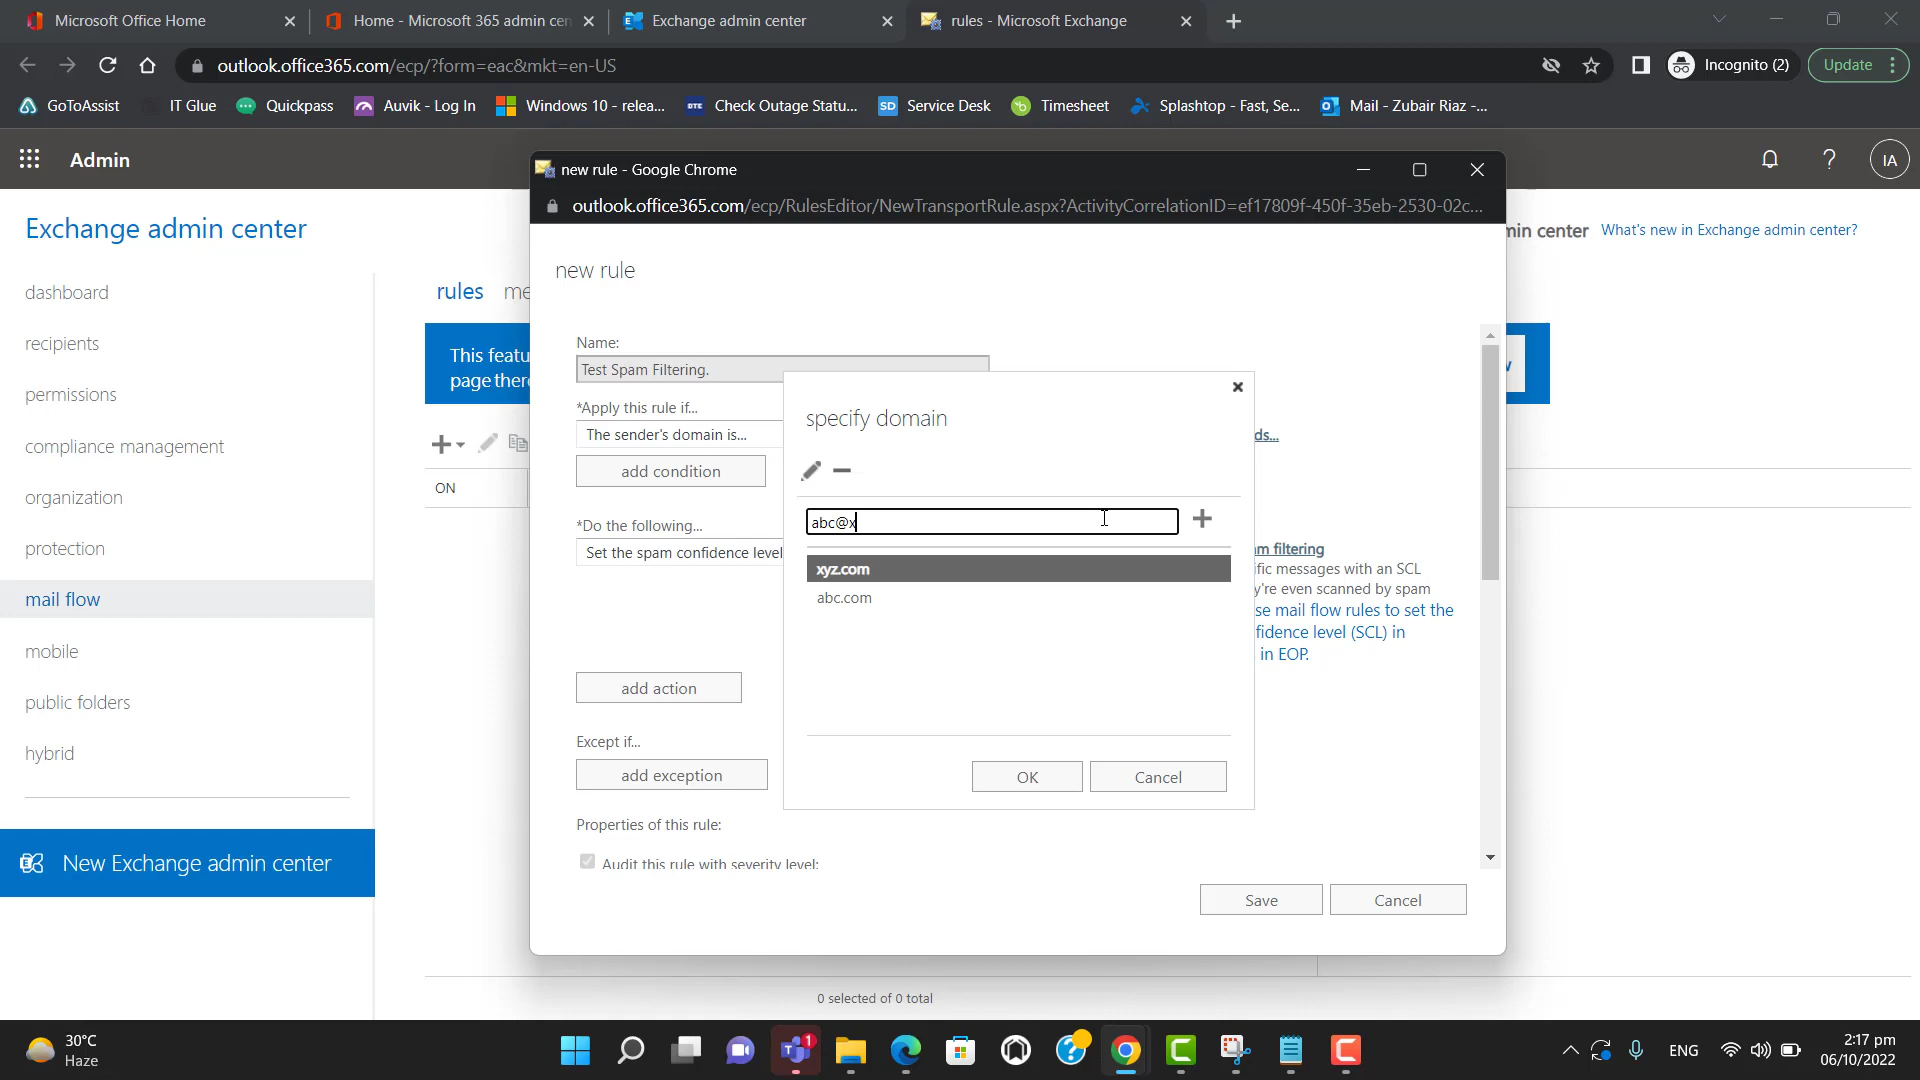 Microsoft Office Home
Home - Microsoft 365 admin cen
Exchange admin center
rules - Microsoft Exchange
outlook.office365.com/ecp/?form=eac&mkt=en-US
Incognito (2)
Update
GoToAssist
IT Glue
Quickpass
Auvik - Log In
Windows 10 - relea...
DTE
Check Outage Statu...
SD
Service Desk
Timesheet
Splashtop - Fast, Se...
Mail - Zubair Riaz -...
Admin
?
IA
new rule - Google Chrome
outlook.office365.com/ecp/RulesEditor/NewTransportRule.aspx?ActivityCorrelationID=ef17809f-450f-35eb-2530-02c...
Exchange admin center
min center
What's new in Exchange admin center?
dashboard
recipients
permissions
compliance management
organization
protection
mail flow
mobile
public folders
hybrid
New Exchange admin center
rules
me
This featu
page there
ON
new rule
Name:
Test Spam Filtering.
*Apply this rule if...
The sender's domain is...
add condition
*Do the following...
Set the spam confidence level
add action
Except if...
add exception
Properties of this rule:
Audit this rule with severity level:
specify domain
abc@x
xyz.com
abc.com
OK
Cancel
ds...
m filtering
ific messages with an SCL
y're even scanned by spam
se mail flow rules to set the
fidence level (SCL) in
in EOP.
Save
Cancel
0 selected of 0 total
30°C
Haze
1
ENG
2:17 pm
06/10/2022